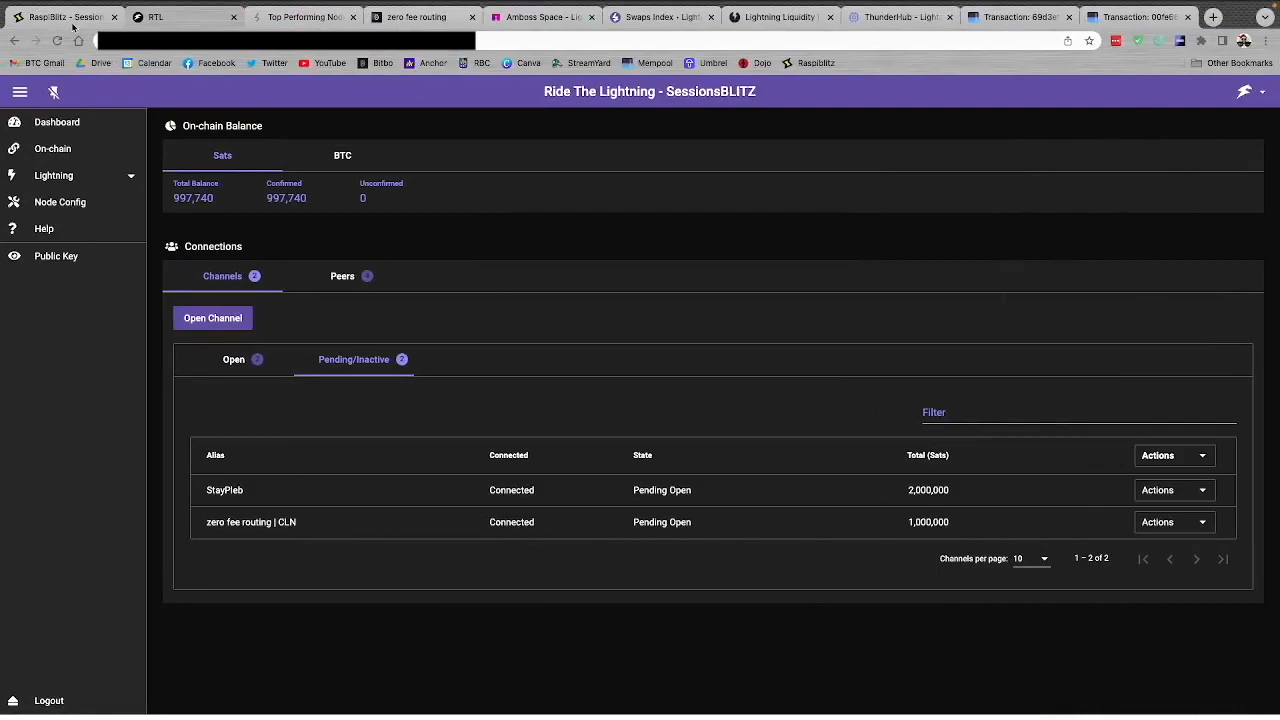 RaspiBlitz - Session
RTL
Top Performing Nod
zero fee routing
Amboss Space - Lig
Swaps Index - Light
Lightning Liquidity
ThunderHub - Lightn
Transaction: 69d3e
Transaction: 00fe6
BTC Gmail
Drive
Calendar
Facebook
Twitter
YouTube
Bitbo
Anchor
RBC
Canva
StreamYard
Mempool
Umbrel
Dojo
Raspiblitz
Other Bookmarks
Ride The Lightning - SessionsBLITZ
Dashboard
On-chain
Lightning
Node Config
Help
Public Key
Logout
On-chain Balance
Sats
BTC
Total Balance
Confirmed
Unconfirmed
997,740
997,740
0
Connections
Channels 2
Peers 4
Open Channel
Open 2
Pending/Inactive 2
Filter
Alias Connected State Total (Sats) Actions
StayPleb Connected Pending Open 2,000,000 Actions
zero fee routing | CLN Connected Pending Open 1,000,000 Actions
Channels per page: 10 1 – 2 of 2